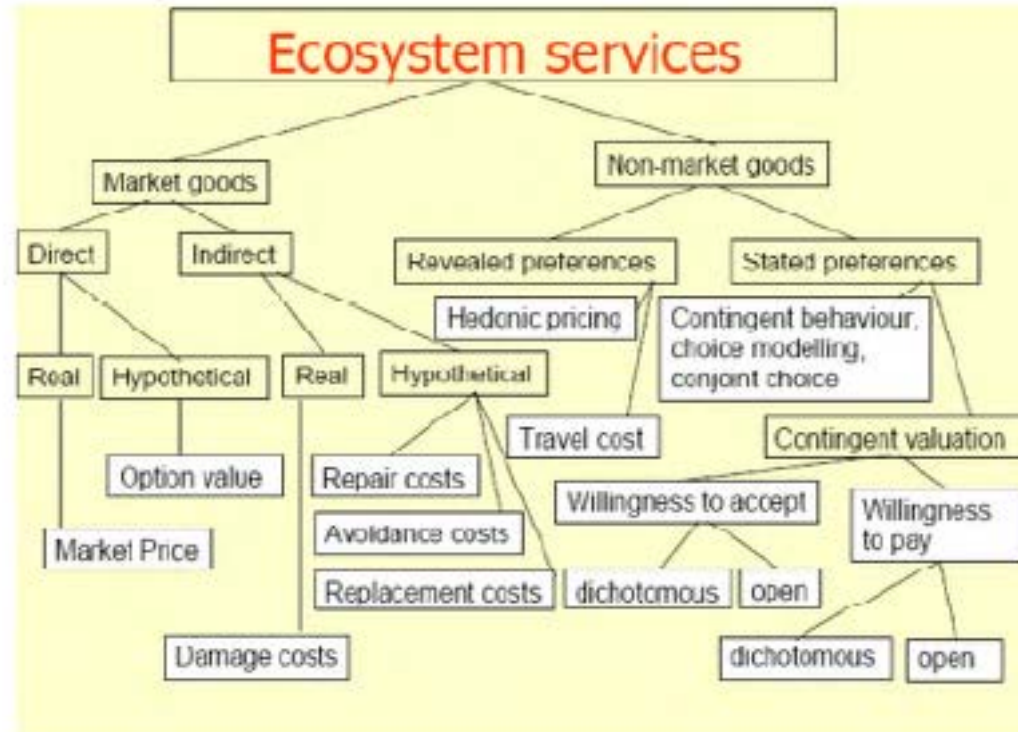 Ecosystem services
Market goods
Non-market goods
Direct
Indirect
Revealed preferences
Stated preferences
Hedonic pricing
Contingent behaviour,
choice modelling,
conjoint choice
Real
Hypothetical
Real
Hypothetical
Travel cost
Contingent valuation
Option value
Repair costs
Willingness to accept
Willingness
to pay
Market Price
Avoidance costs
Replacement costs
dichotomous
open
Damage costs
dichotomous
open